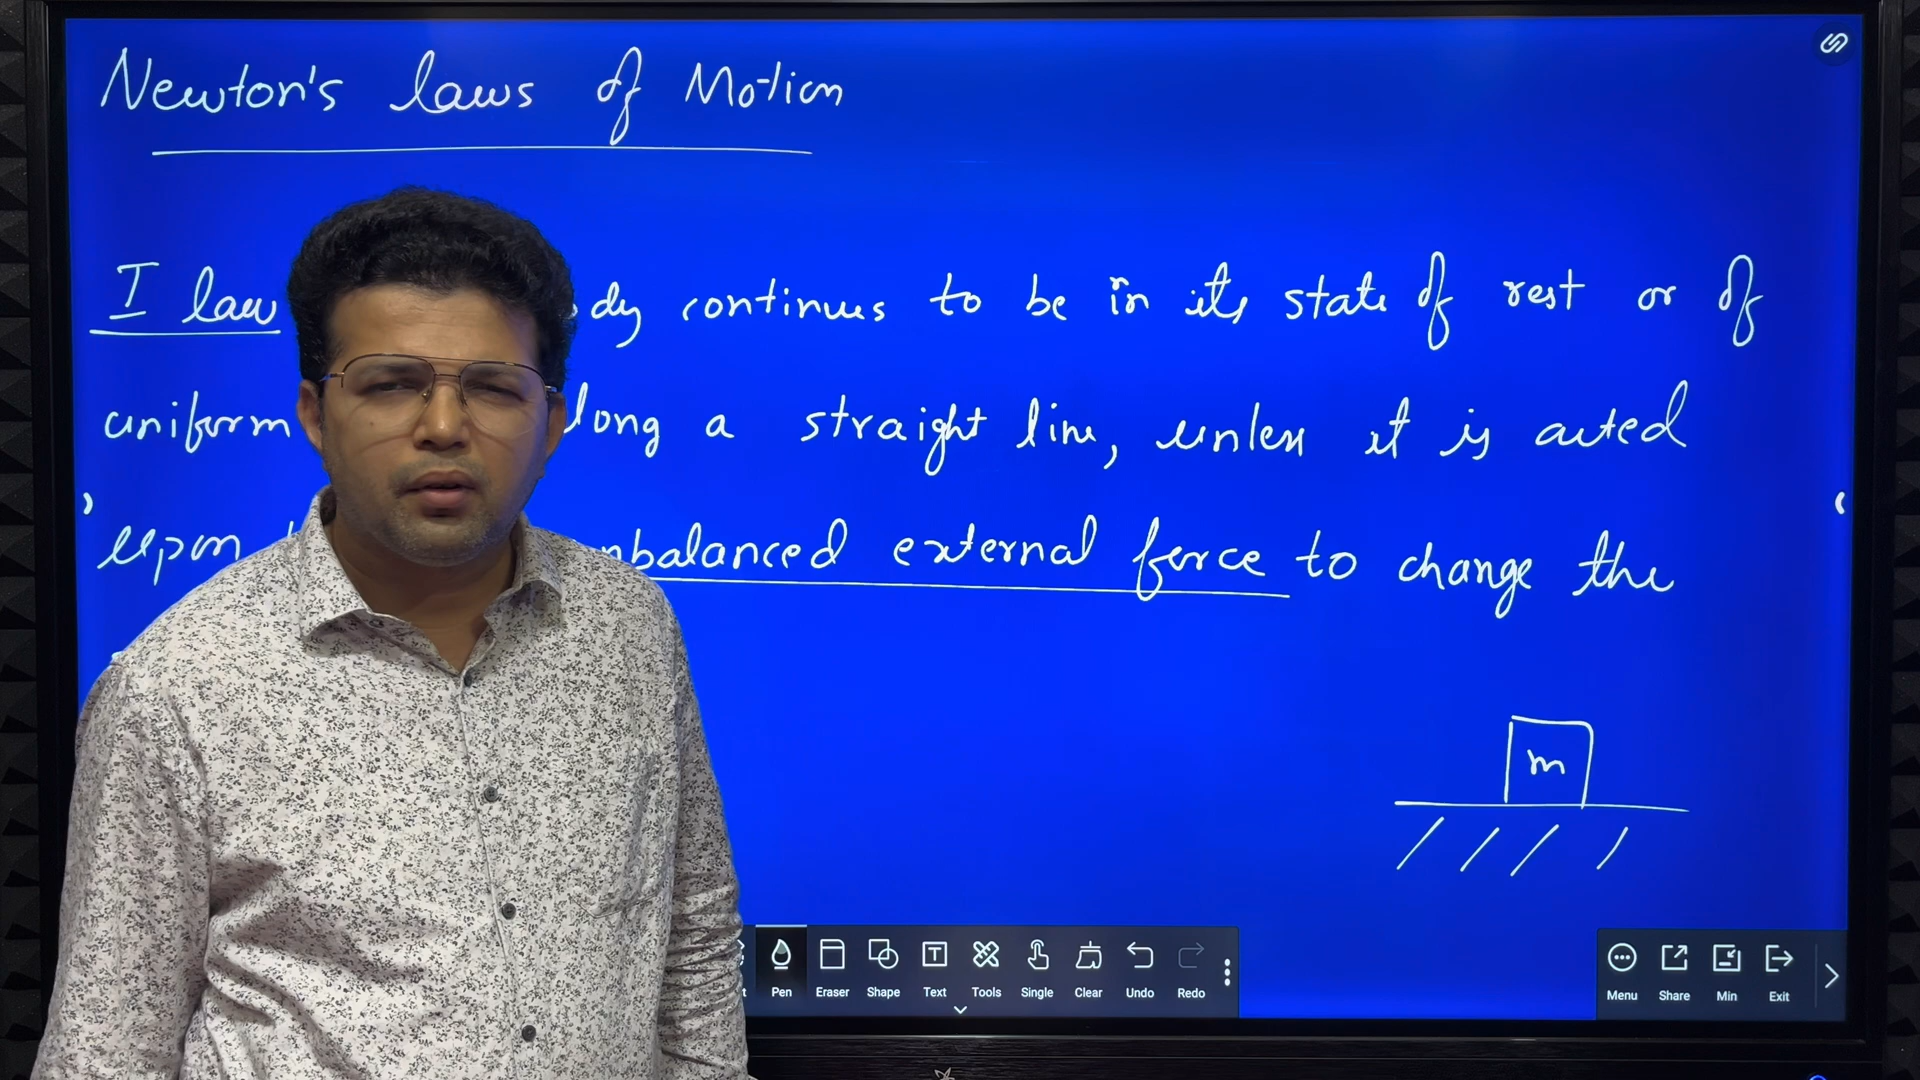 Newton's laws of Motion
I law dy continues to be in its state of rest or of
uniform long a straight line, unless it is acted
upon nbalanced external force to change the
m
Pen Eraser Shape Text Tools Single Clear Undo Redo
Menu Share Min Exit